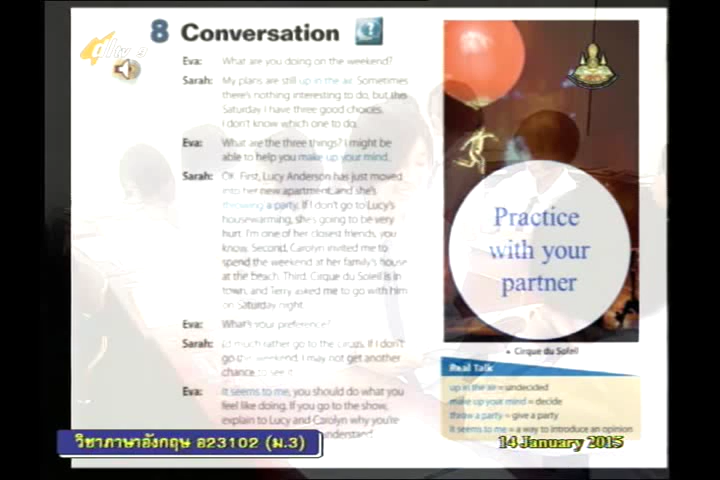 8 Conversation
Eva: What are you doing on the weekend?
Sarah: My plans are still up in the air. Sometimes
there's nothing interesting to do, but this
Saturday I have three good choices.
I don't know which one to do.
Eva: What are the three things? I might be
able to help you make up your mind.
Sarah: OK. First, Lucy Anderson has just moved
into her new apartment, and she's
throwing a party. If I don't go to Lucy's
housewarming, she's going to be very
hurt. I'm one of her closest friends, you
know. Second, Carolyn invited me to
spend the weekend at her family's house
at the beach. Third, Cirque du Soleil is in
town, and Terry asked me to go with him
on Saturday night.
Eva: What's your preference?
Sarah: I'd much rather go to the circus. If I don't
go this weekend, I may not get another
chance to see it.
Eva: It seems to me, you should do what you
feel like doing. If you go to the show,
explain to Lucy and Carolyn why you're
understand.
Practice
with your
partner
Cirque du Soleil
Real Talk
up in the air = undecided
make up your mind = decide
throw a party = give a party
It seems to me = a way to introduce an opinion
วิชาภาษาอังกฤษ อ23102 (ม.3)
14 January 2015